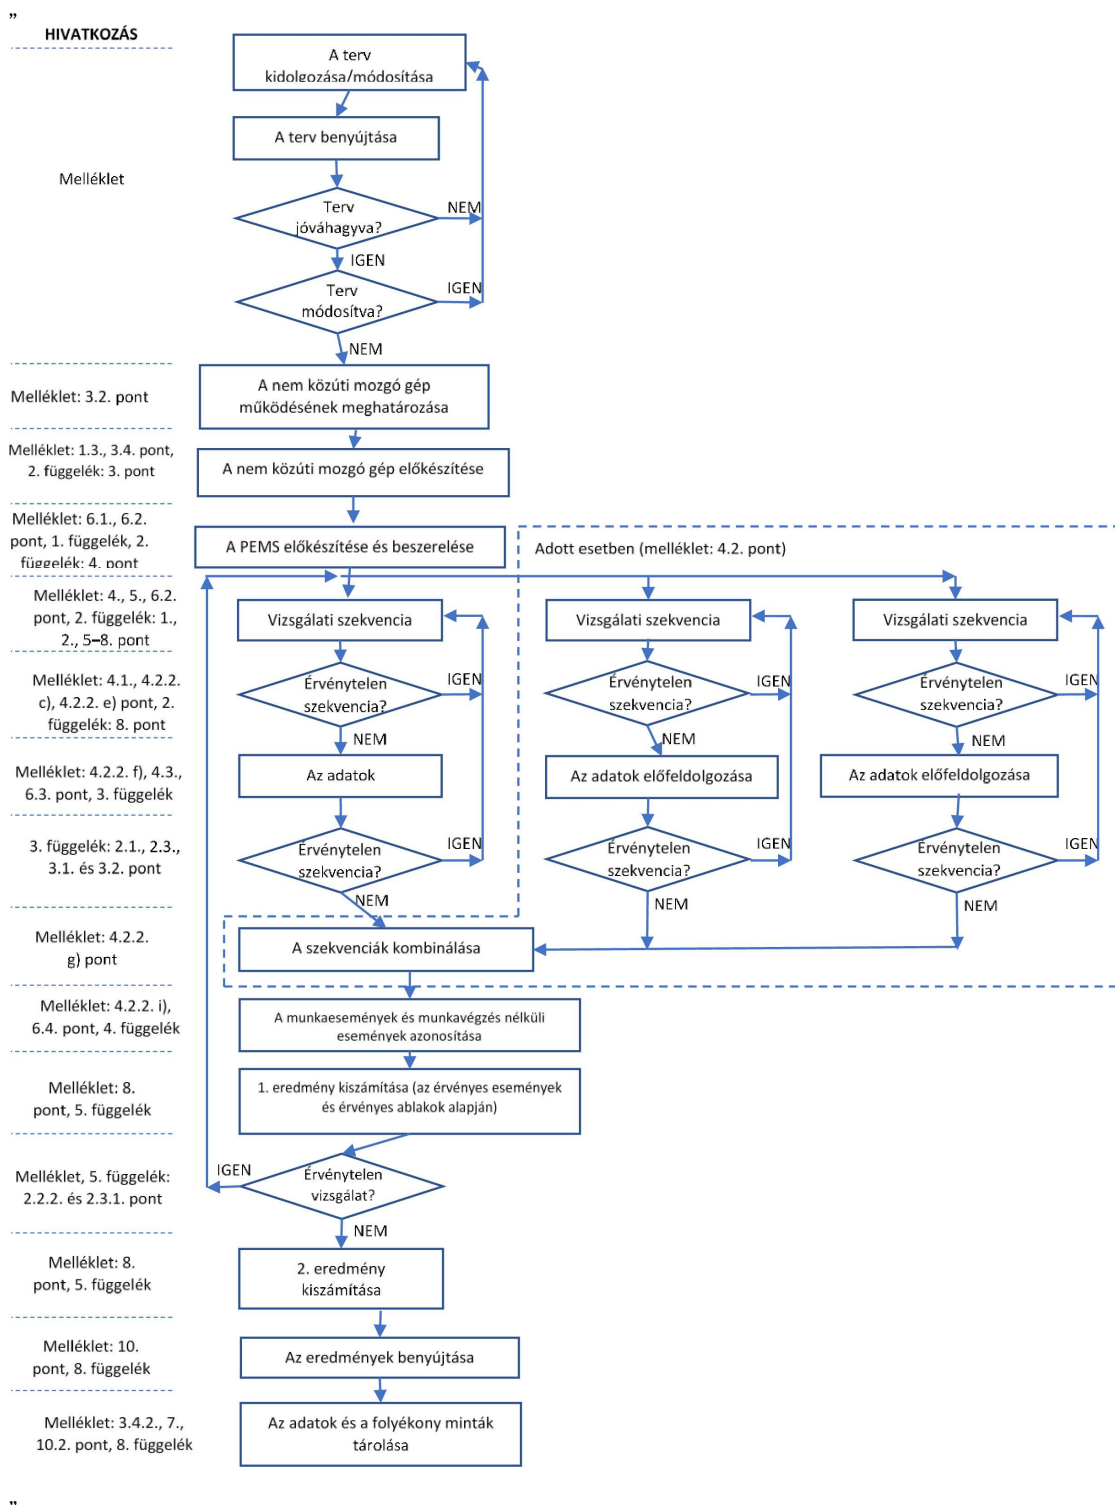 „
HIVATKOZÁS
A terv
kidolgozása/módosítása
A terv benyújtása
Melléklet
Terv
jóváhagyva?
NEM
IGEN
Terv
módosítva?
IGEN
NEM
Melléklet: 3.2. pont
A nem közúti mozgó gép
működésének meghatározása
Melléklet: 1.3., 3.4. pont,
2. függelék: 3. pont
A nem közúti mozgó gép előkészítése
Melléklet: 6.1., 6.2.
pont, 1. függelék, 2.
függelék: 4. pont
A PEMS előkészítése és beszerelése
Adott esetben (melléklet: 4.2. pont)
Melléklet: 4., 5., 6.2.
pont, 2. függelék: 1.,
2., 5–8. pont
Vizsgálati szekvencia
Vizsgálati szekvencia
Vizsgálati szekvencia
Melléklet: 4.1., 4.2.2.
c), 4.2.2. e) pont, 2.
függelék: 8. pont
Érvénytelen
szekvencia?
IGEN
NEM
Érvénytelen
szekvencia?
IGEN
NEM
Érvénytelen
szekvencia?
IGEN
NEM
Melléklet: 4.2.2. f), 4.3.,
6.3. pont, 3. függelék
Az adatok
Az adatok előfeldolgozása
Az adatok előfeldolgozása
3. függelék: 2.1., 2.3.,
3.1. és 3.2. pont
Érvénytelen
szekvencia?
IGEN
NEM
Érvénytelen
szekvencia?
IGEN
NEM
Érvénytelen
szekvencia?
IGEN
NEM
Melléklet: 4.2.2.
g) pont
A szekvenciák kombinálása
Melléklet: 4.2.2. i),
6.4. pont, 4. függelék
A munkaesemények és munkavégzés nélküli
események azonosítása
Melléklet: 8.
pont, 5. függelék
1. eredmény kiszámítása (az érvényes események
és érvényes ablakok alapján)
Melléklet, 5. függelék:
2.2.2. és 2.3.1. pont
IGEN
Érvénytelen
vizsgálat?
NEM
Melléklet: 8.
pont, 5. függelék
2. eredmény
kiszámítása
Melléklet: 10.
pont, 8. függelék
Az eredmények benyújtása
Melléklet: 3.4.2., 7.,
10.2. pont, 8. függelék
Az adatok és a folyékony minták
tárolása
„